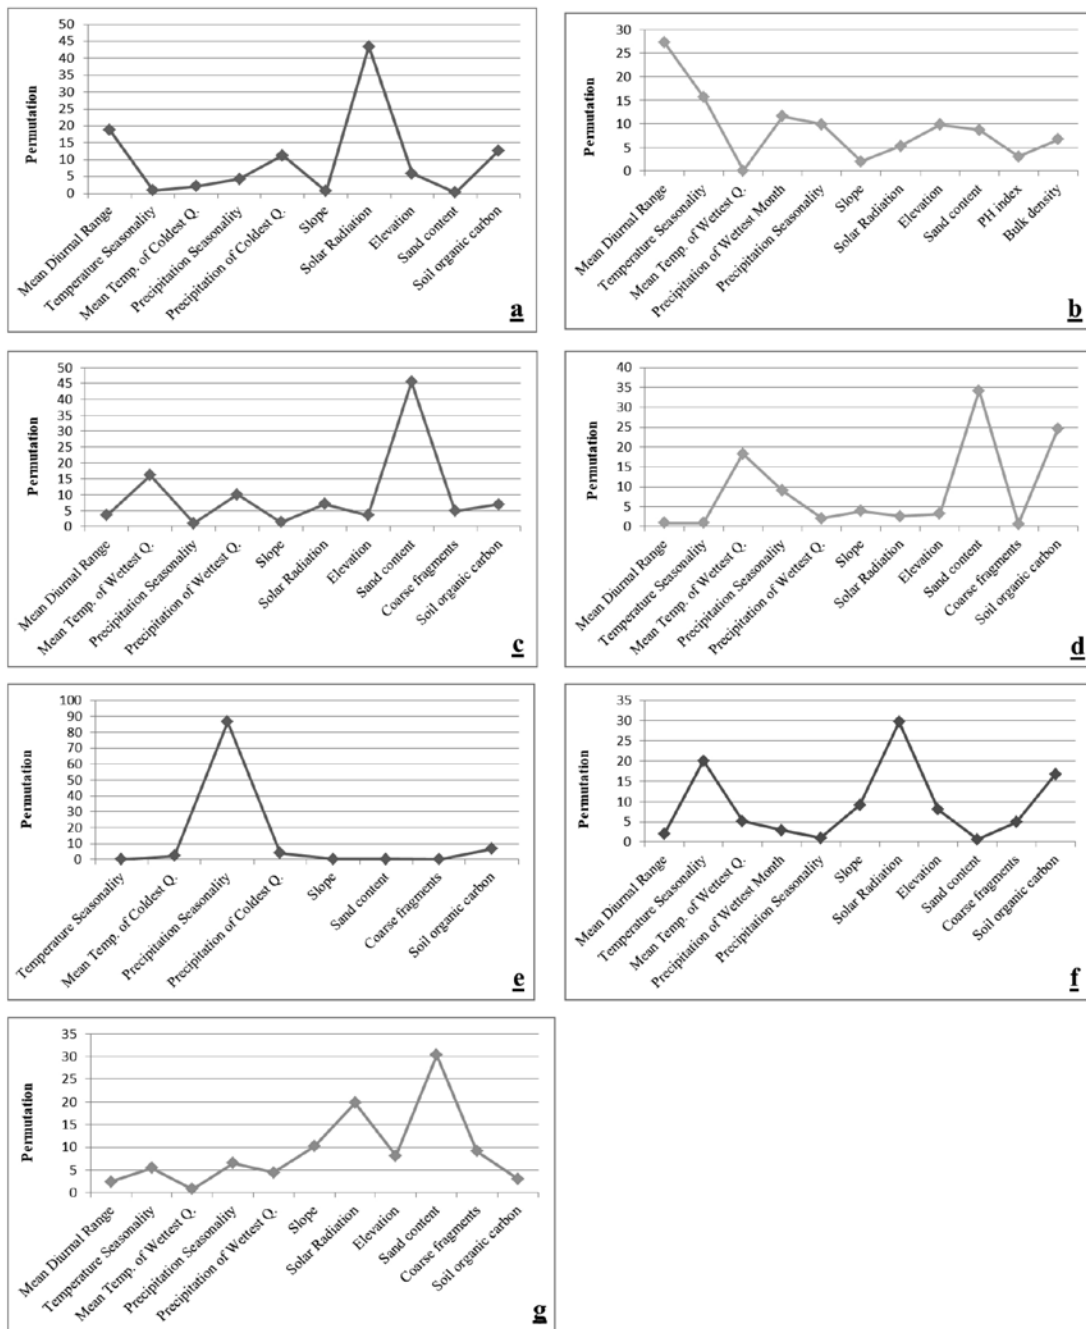 50
45
40
35
30
25
20
15
10
5
0
Permutation
Mean Diurnal Range
Temperature Seasonality
Mean Temp. of Coldest Q.
Precipitation Seasonality
Precipitation of Coldest Q.
Slope
Solar Radiation
Elevation
Sand content
Soil organic carbon
a
30
25
20
15
10
5
0
Permutation
Mean Diurnal Range
Temperature Seasonality
Mean Temp. of Wettest Q.
Precipitation of Wettest Month
Precipitation Seasonality
Slope
Solar Radiation
Elevation
Sand content
PH index
Bulk density
b
50
45
40
35
30
25
20
15
10
5
0
Permutation
Mean Diurnal Range
Mean Temp. of Wettest Q.
Precipitation Seasonality
Precipitation of Wettest Q.
Slope
Solar Radiation
Elevation
Sand content
Coarse fragments
Soil organic carbon
c
40
35
30
25
20
15
10
5
0
Permutation
Mean Diurnal Range
Temperature Seasonality
Mean Temp. of Wettest Q.
Precipitation Seasonality
Precipitation of Wettest Q.
Slope
Solar Radiation
Elevation
Sand content
Coarse fragments
Soil organic carbon
d
100
90
80
70
60
50
40
30
20
10
0
Permutation
Temperature Seasonality
Mean Temp. of Coldest Q.
Precipitation Seasonality
Precipitation of Coldest Q.
Slope
Sand content
Coarse fragments
Soil organic carbon
e
35
30
25
20
15
10
5
0
Permutation
Mean Diurnal Range
Temperature Seasonality
Mean Temp. of Wettest Q.
Precipitation of Wettest Month
Precipitation Seasonality
Slope
Solar Radiation
Elevation
Sand content
Coarse fragments
Soil organic carbon
f
35
30
25
20
15
10
5
0
Permutation
Mean Diurnal Range
Temperature Seasonality
Mean Temp. of Wettest Q.
Precipitation Seasonality
Precipitation of Wettest Q.
Slope
Solar Radiation
Elevation
Sand content
Coarse fragments
Soil organic carbon
g